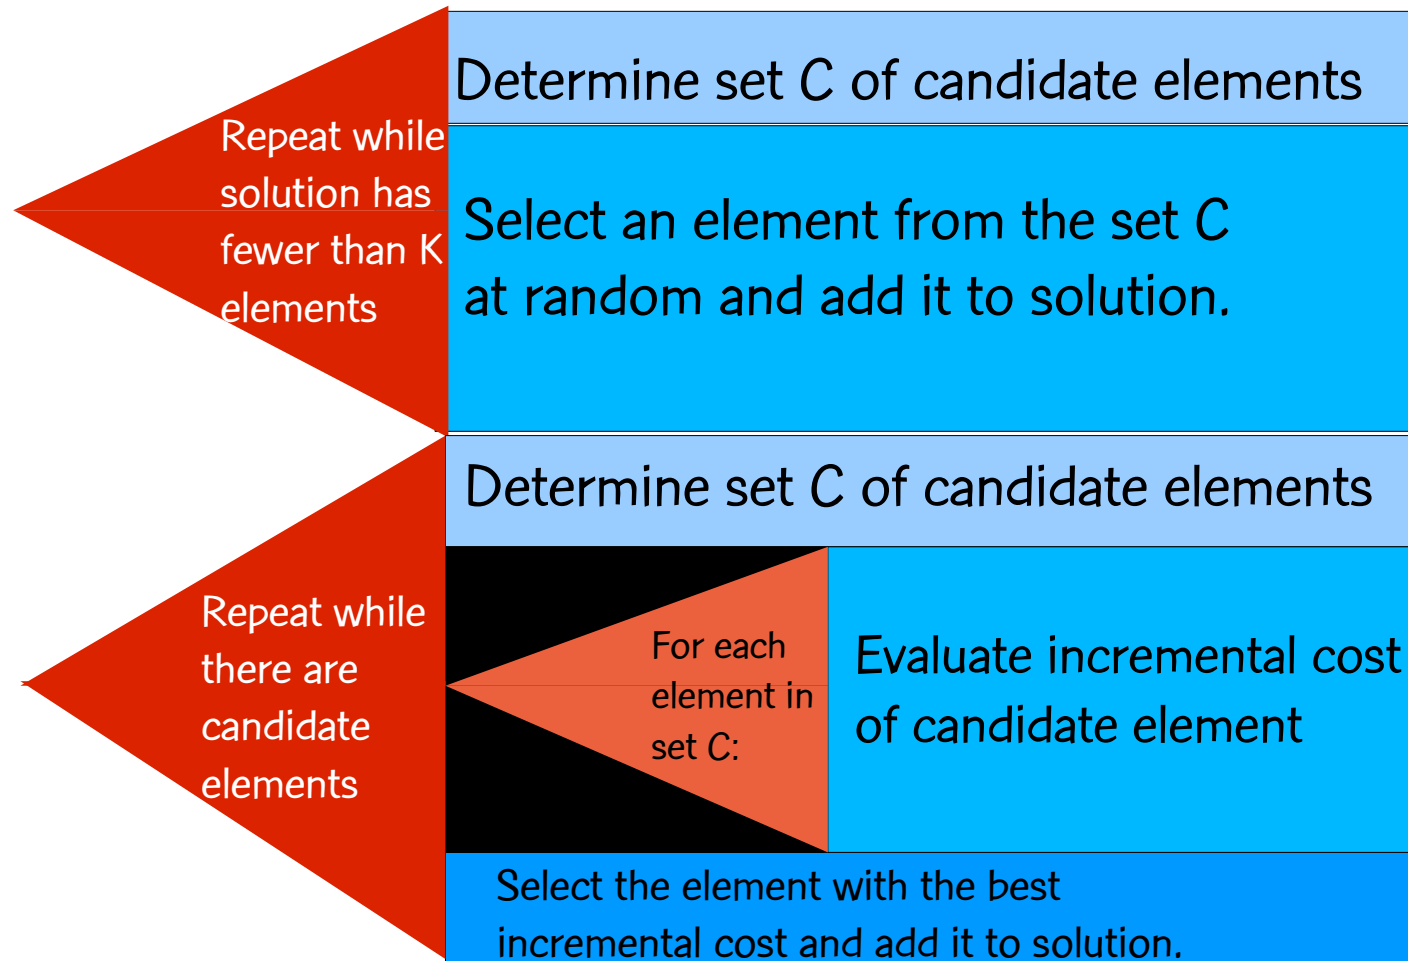 Determine set C of candidate elements
Repeat while
solution has
fewer than K
elements
Select an element from the set C
at random and add it to solution.
Determine set C of candidate elements
Repeat while
there are
candidate
elements
For each
element in
set C:
Evaluate incremental cost
of candidate element
Select the element with the best
incremental cost and add it to solution.